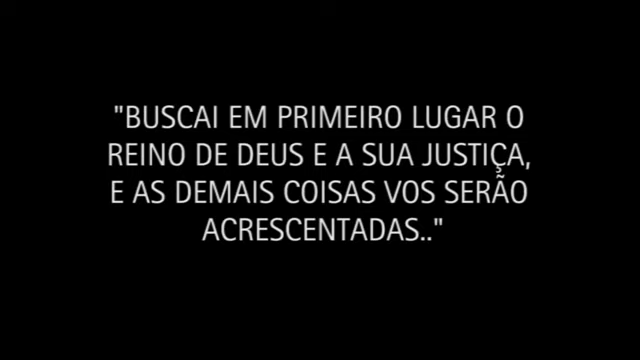 "BUSCAI EM PRIMEIRO LUGAR O
REINO DE DEUS E A SUA JUSTIÇA,
E AS DEMAIS COISAS VOS SERÃO
ACRESCENTADAS.."